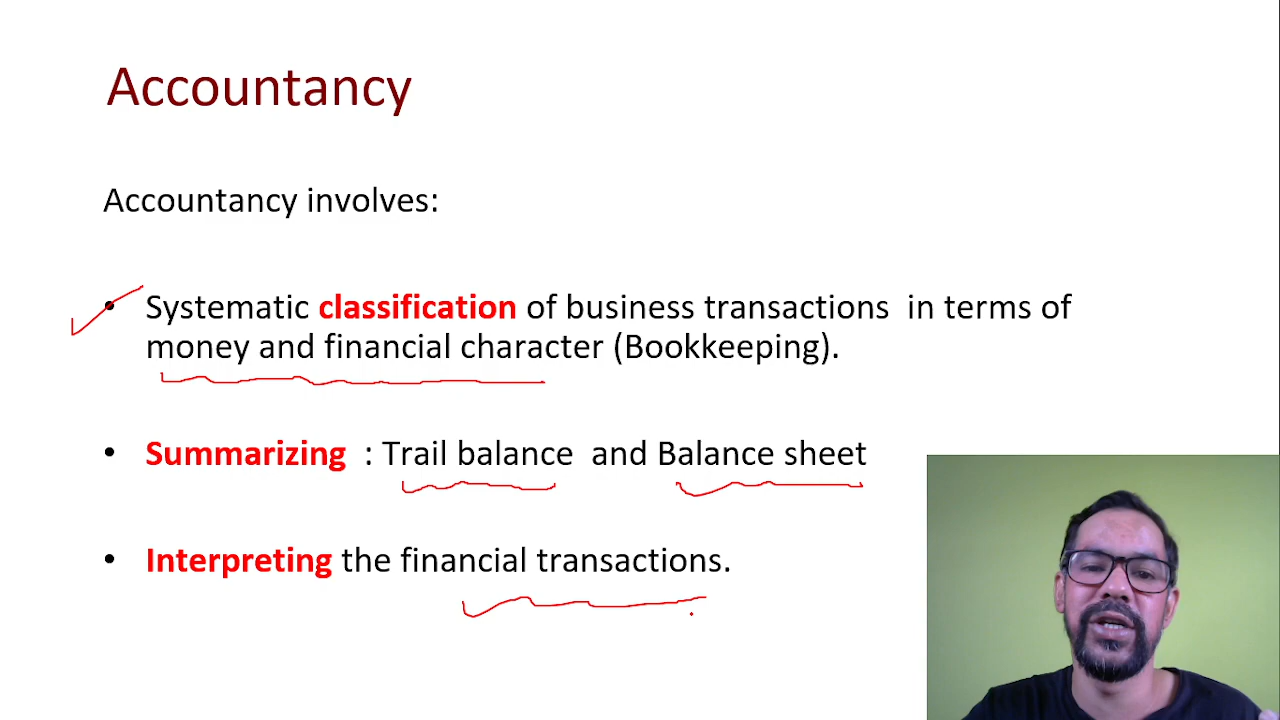 Accountancy
Accountancy involves:
• Systematic classification of business transactions in terms of
money and financial character (Bookkeeping).
• Summarizing : Trail balance and Balance sheet
• Interpreting the financial transactions.